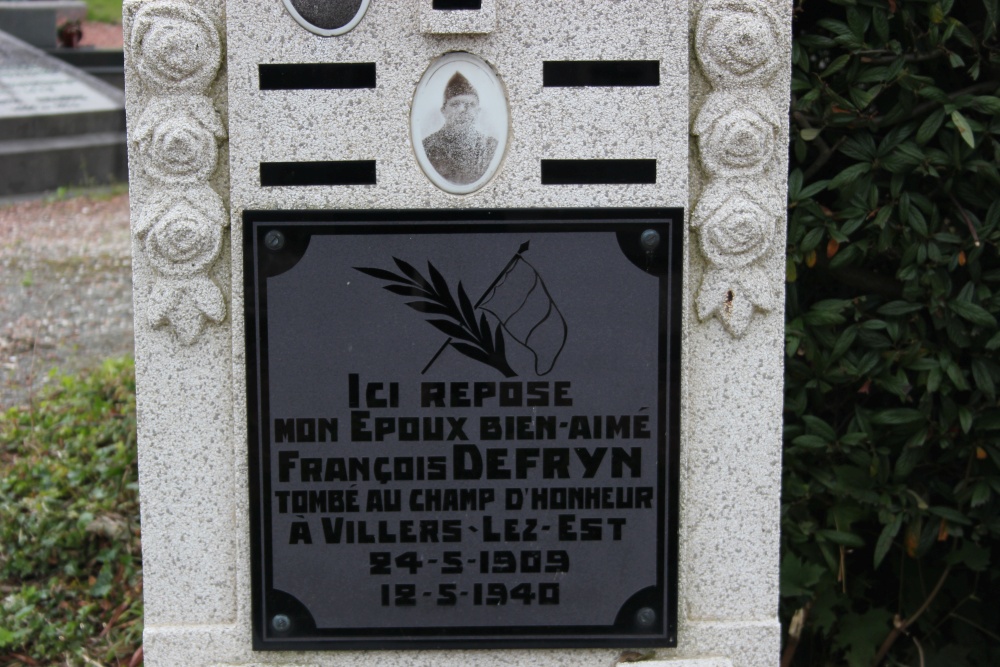 Ici repose
mon Epoux bien-aimé
François DEFRYN
tombé au champ d'honheur
à Villers-Lez-Est
24-5-1909
12-5-1940